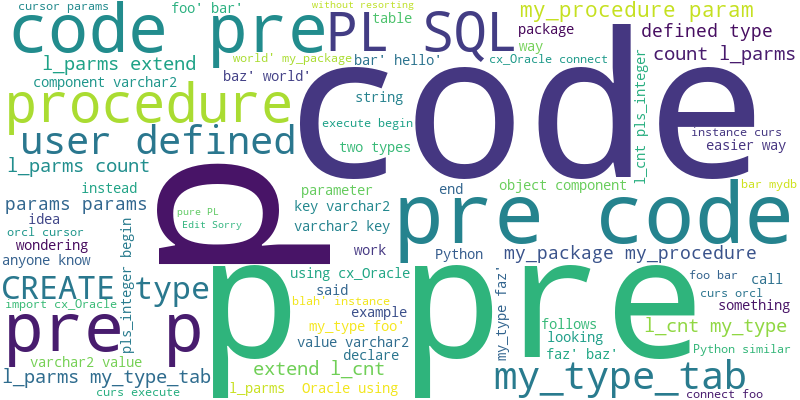 cursor params
foo' bar'
without resorting
my_procedure param
code pre
PL SQL
table
package
defined type
way
count l_parms
l_parms extend
world' my_package
bar' hello'
cx_Oracle connect
component varchar2
baz' world'
l_cnt pls_integer
procedure
string
code
execute begin
instance curs
user defined
two types
easier way
l_parms count
p
instead
parameter
end
object component
bar mydb
params params
key varchar2
pre code
pure PL
idea
Edit Sorry
varchar2 key
orcl cursor
wondering
work
Python
my_package my_procedure
anyone know
pls_integer begin
p
pre
using cx_Oracle
foo bar
call
CREATE type
said
my_type faz'
curs orcl
import cx_Oracle
blah' instance
something
example
pre p
my_type foo'
follows
l_cnt my_type
value varchar2
looking
declare
faz' baz'
Python similar
varchar2 value
extend l_cnt
l_parms my_type_tab
my_type_tab
curs execute
l_parms
Oracle using
connect foo